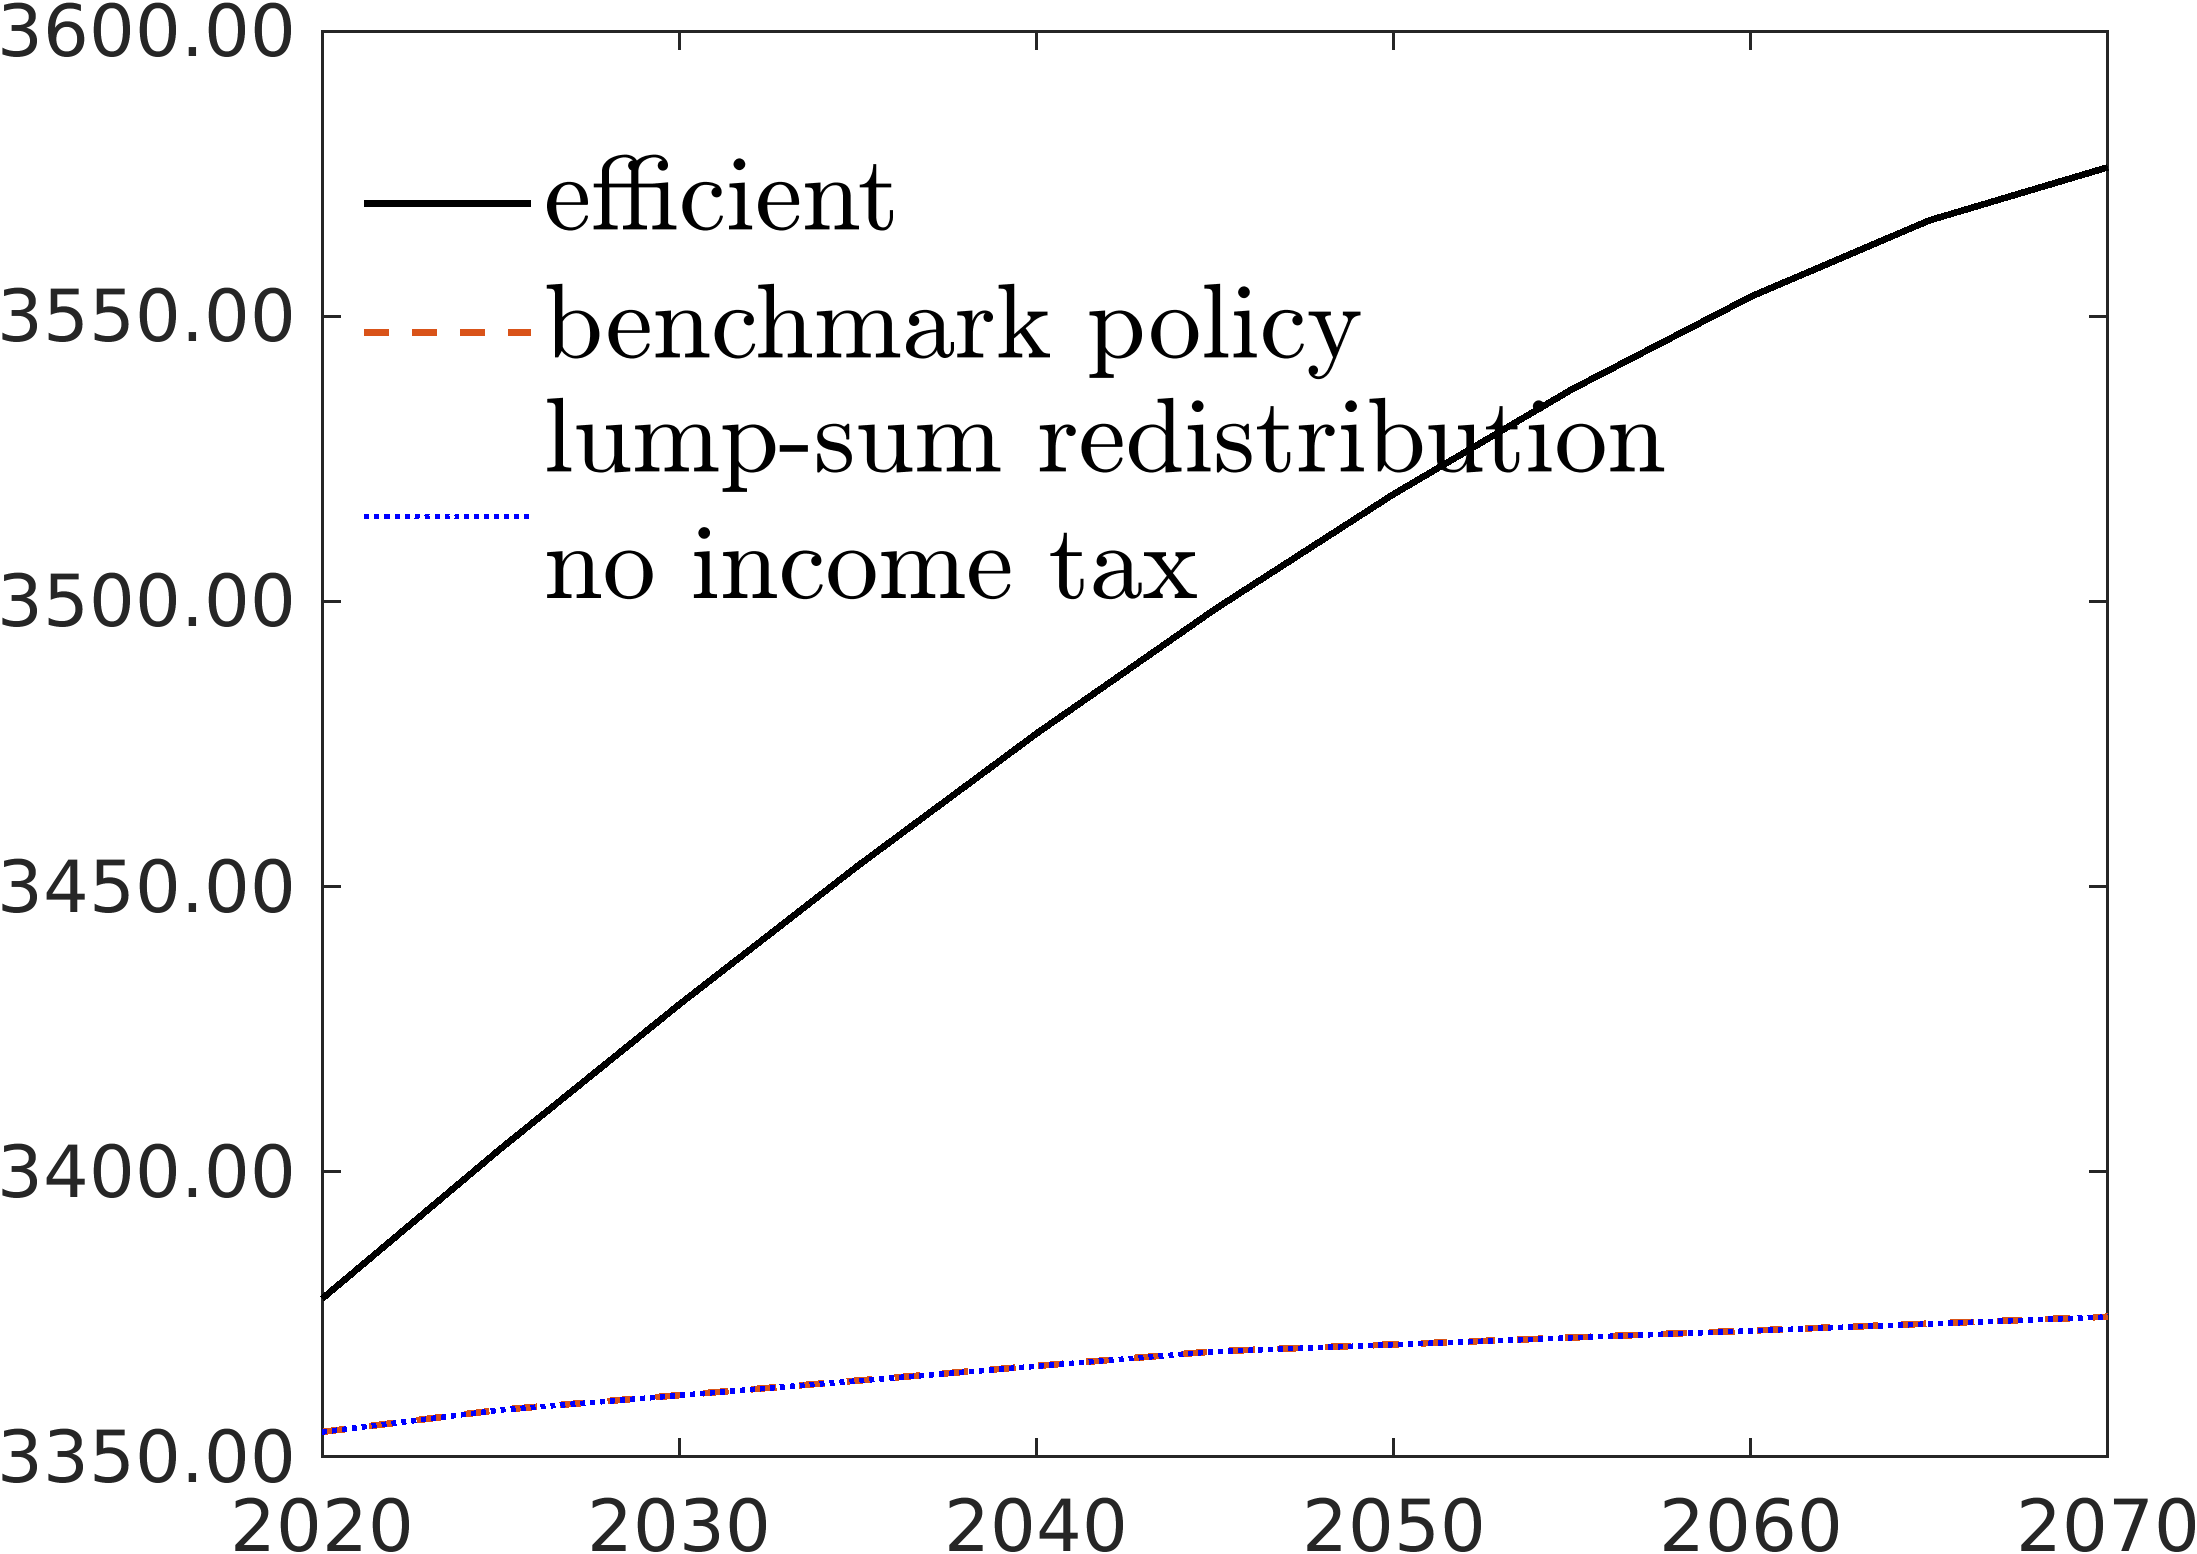 3600.00
3550.00
3500.00
3450.00
3400.00
3350.00
efficient
benchmark policy
lump-sum redistribution
no income tax
2020 2030 2040 2050 2060 2070